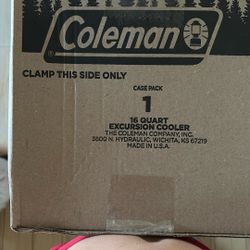 Coleman
CLAMP THIS SIDE ONLY
CASE PACK
1
16 QUART
EXCURSION COOLER
THE COLEMAN COMPANY, INC.
3600 N. HYDRAULIC, WICHITA, KS 67219
MADE IN U.S.A.